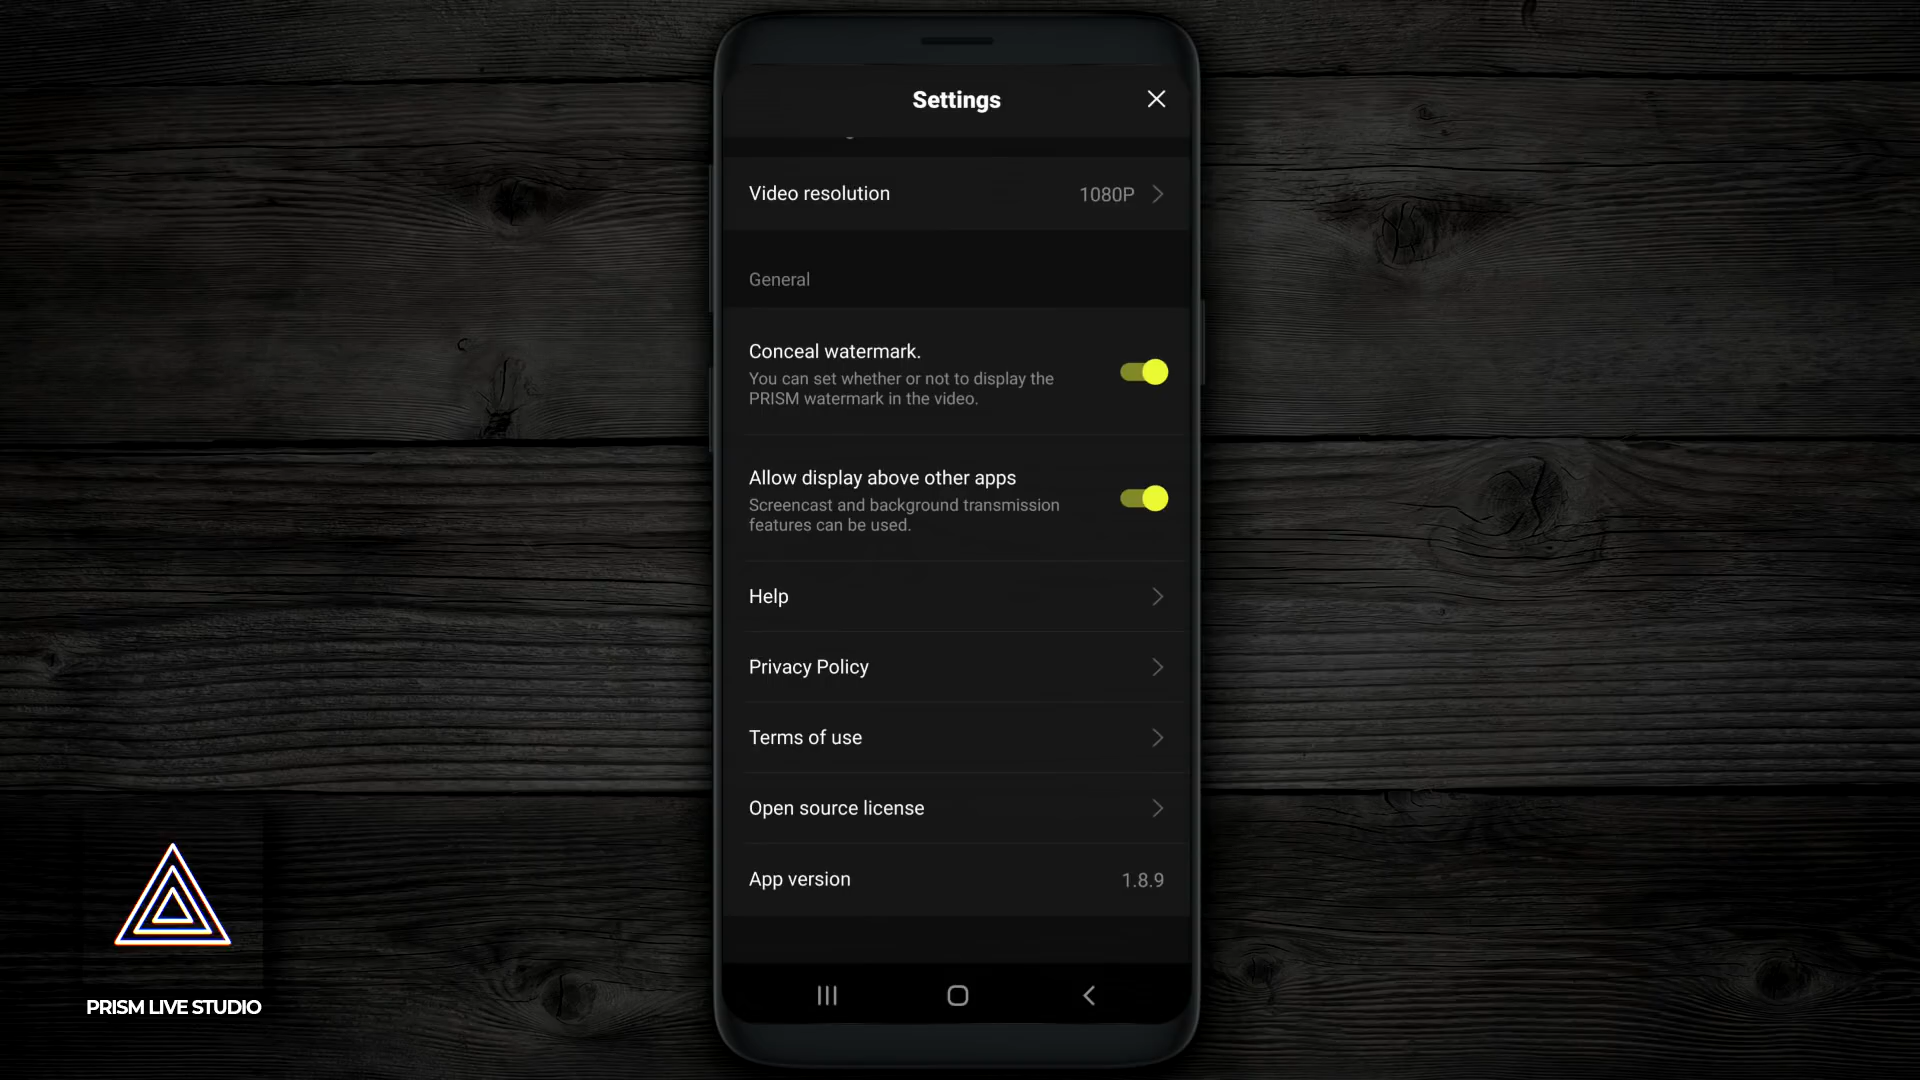 Settings
Video resolution 1080P
General
Conceal watermark.
You can set whether or not to display the
PRISM watermark in the video.
Allow display above other apps
Screencast and background transmission
features can be used.
Help
Privacy Policy
Terms of use
Open source license
App version 1.8.9
PRISM LIVE STUDIO